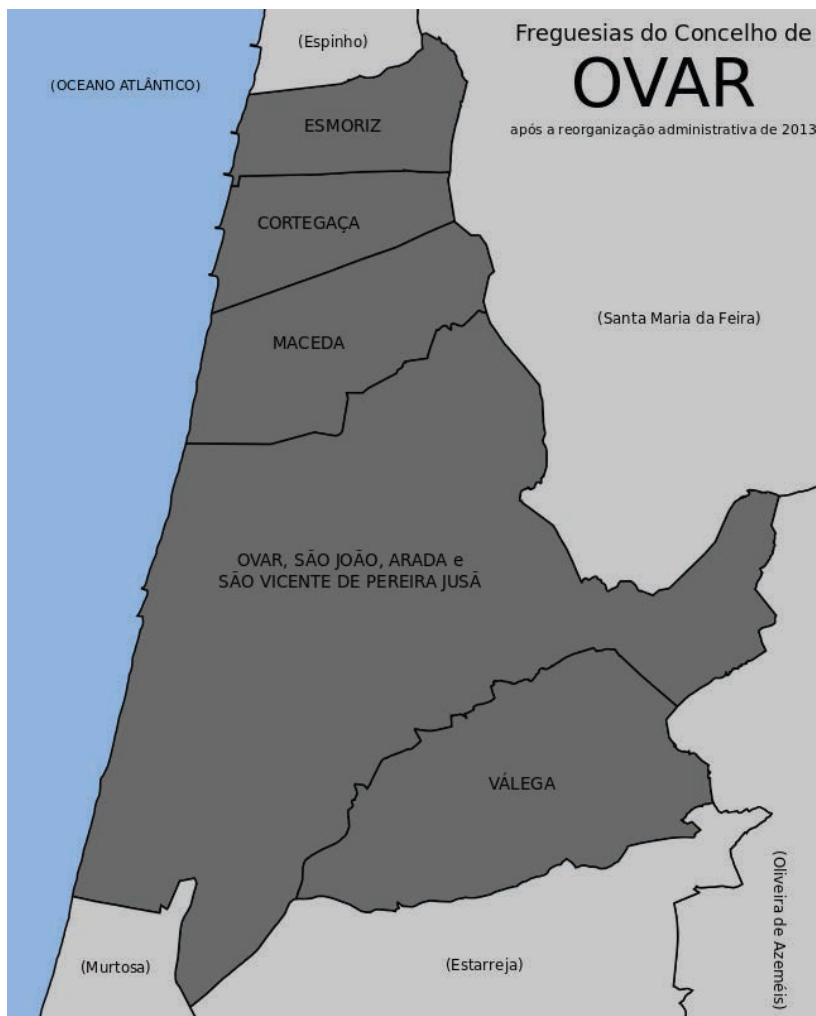 Freguesias do Concelho de
OVAR
após a reorganização administrativa de 2013
(Espinho)
(OCEANO ATLÂNTICO)
ESMORIZ
CORTEGAÇA
(Santa Maria da Feira)
MACEDA
OVAR, SÃO JOÃO, ARADA e
SÃO VICENTE DE PEREIRA JUSÃ
VÁLEGA
(Oliveira de Azeméis)
(Murtosa)
(Estarreja)